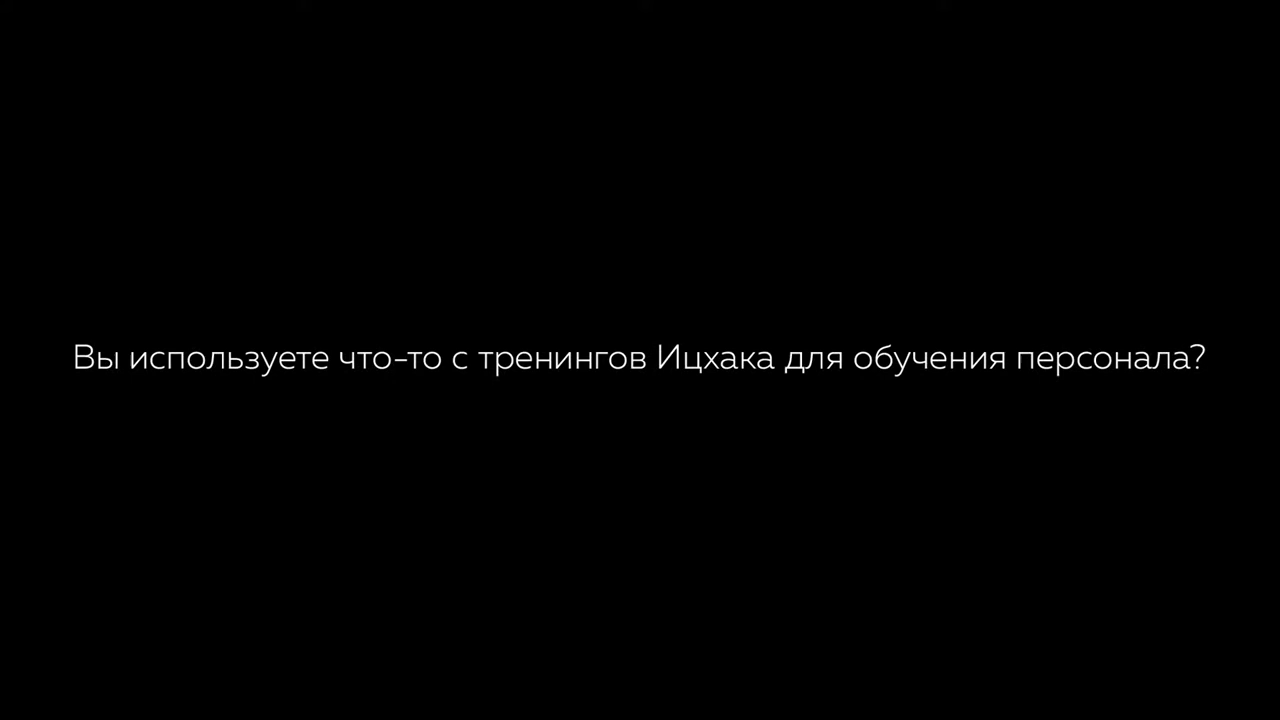 Вы используете что-то с тренингов Ицхака для обучения персонала?